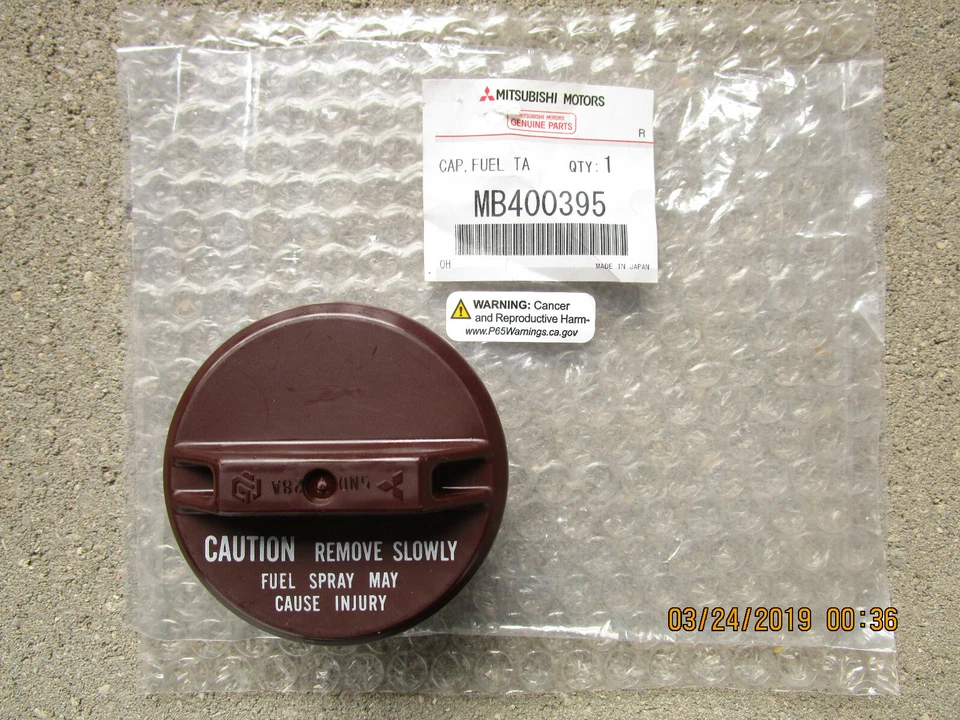 MITSUBISHI MOTORS
MITSUBISHI MOTORS
GENUINE PARTS
R
CAP, FUEL TA QTY: 1
MB400395
OH MADE IN JAPAN
WARNING: Cancer
and Reproductive Harm-
www.P65Warnings.ca.gov
CAUTION REMOVE SLOWLY
FUEL SPRAY MAY
CAUSE INJURY
03/24/2019 00:36